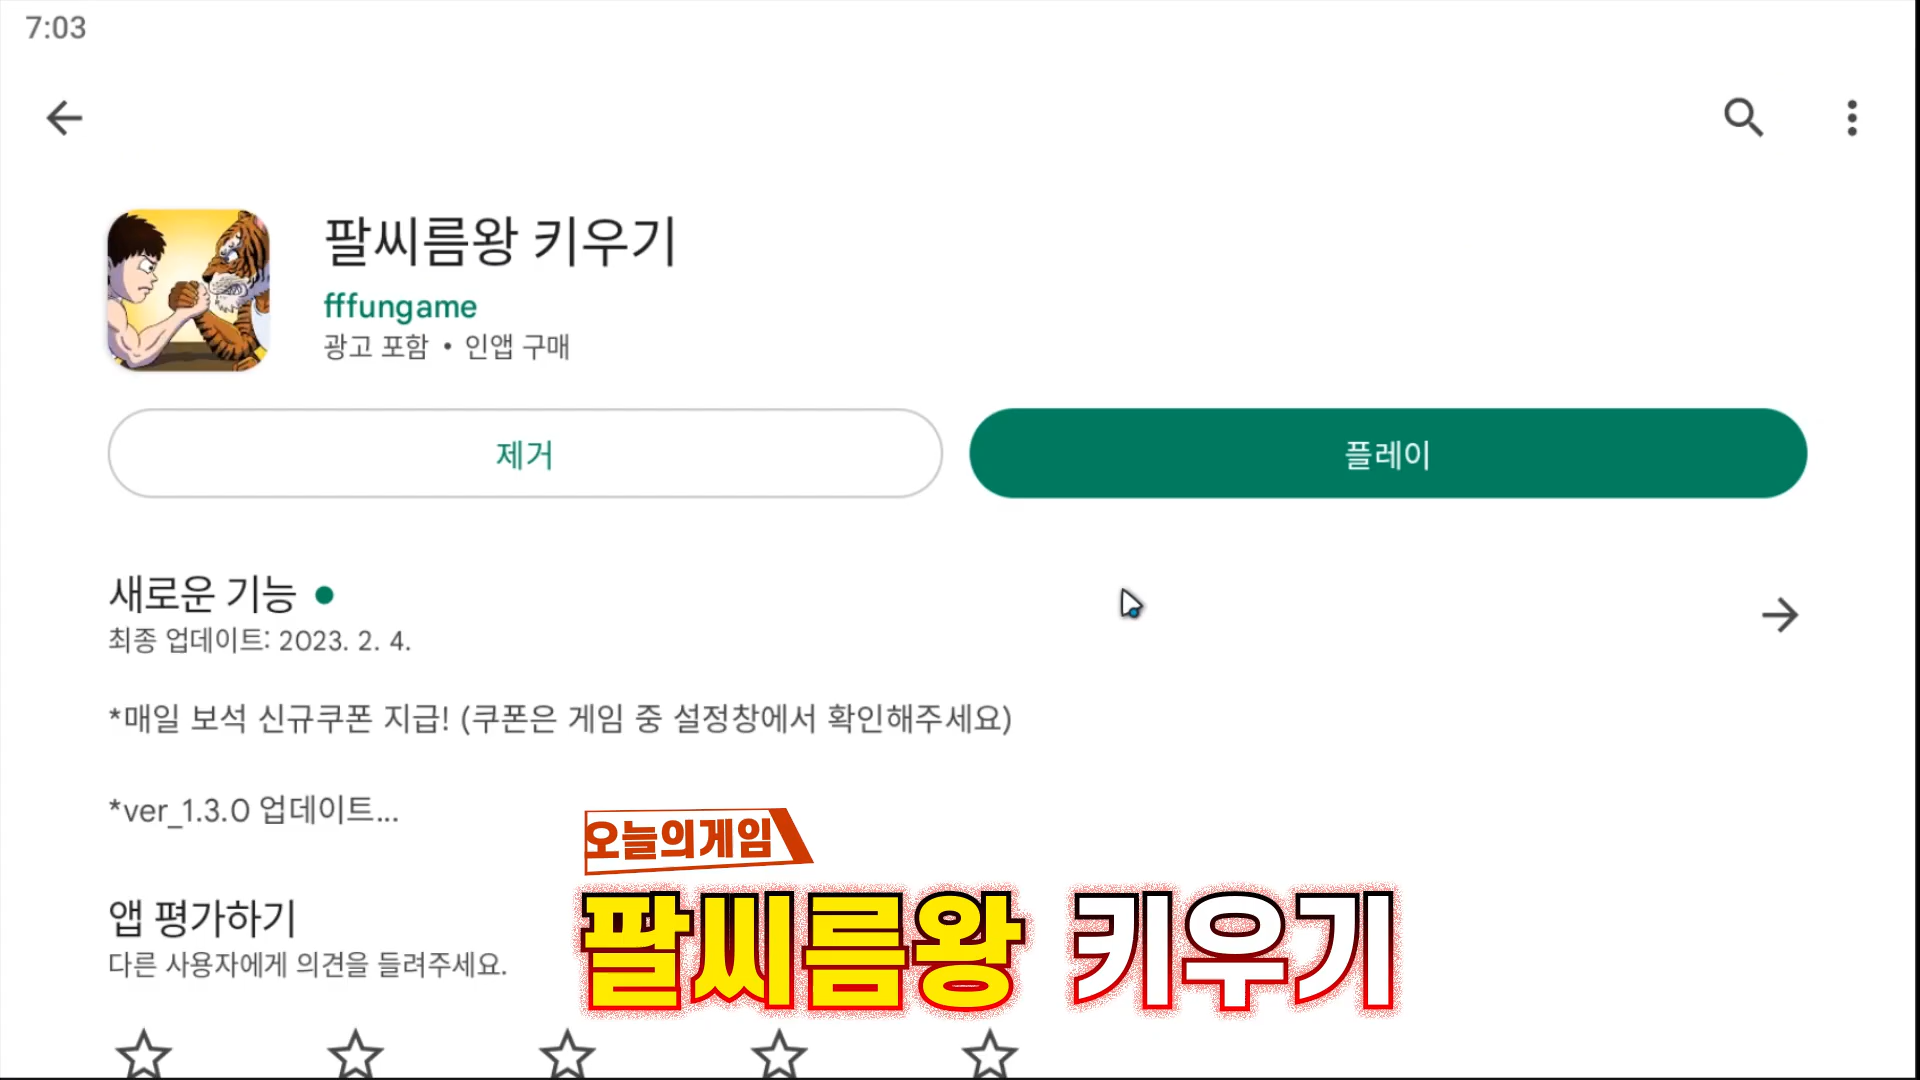 7:03
팔씨름왕 키우기
fffungame
광고 포함 • 인앱 구매
제거
플레이
새로운 기능
최종 업데이트: 2023. 2. 4.
*매일 보석 신규쿠폰 지급! (쿠폰은 게임 중 설정창에서 확인해주세요)
*ver_1.3.0 업데이트...
앱 평가하기
다른 사용자에게 의견을 들려주세요.
오늘의게임
팔씨름왕 키우기